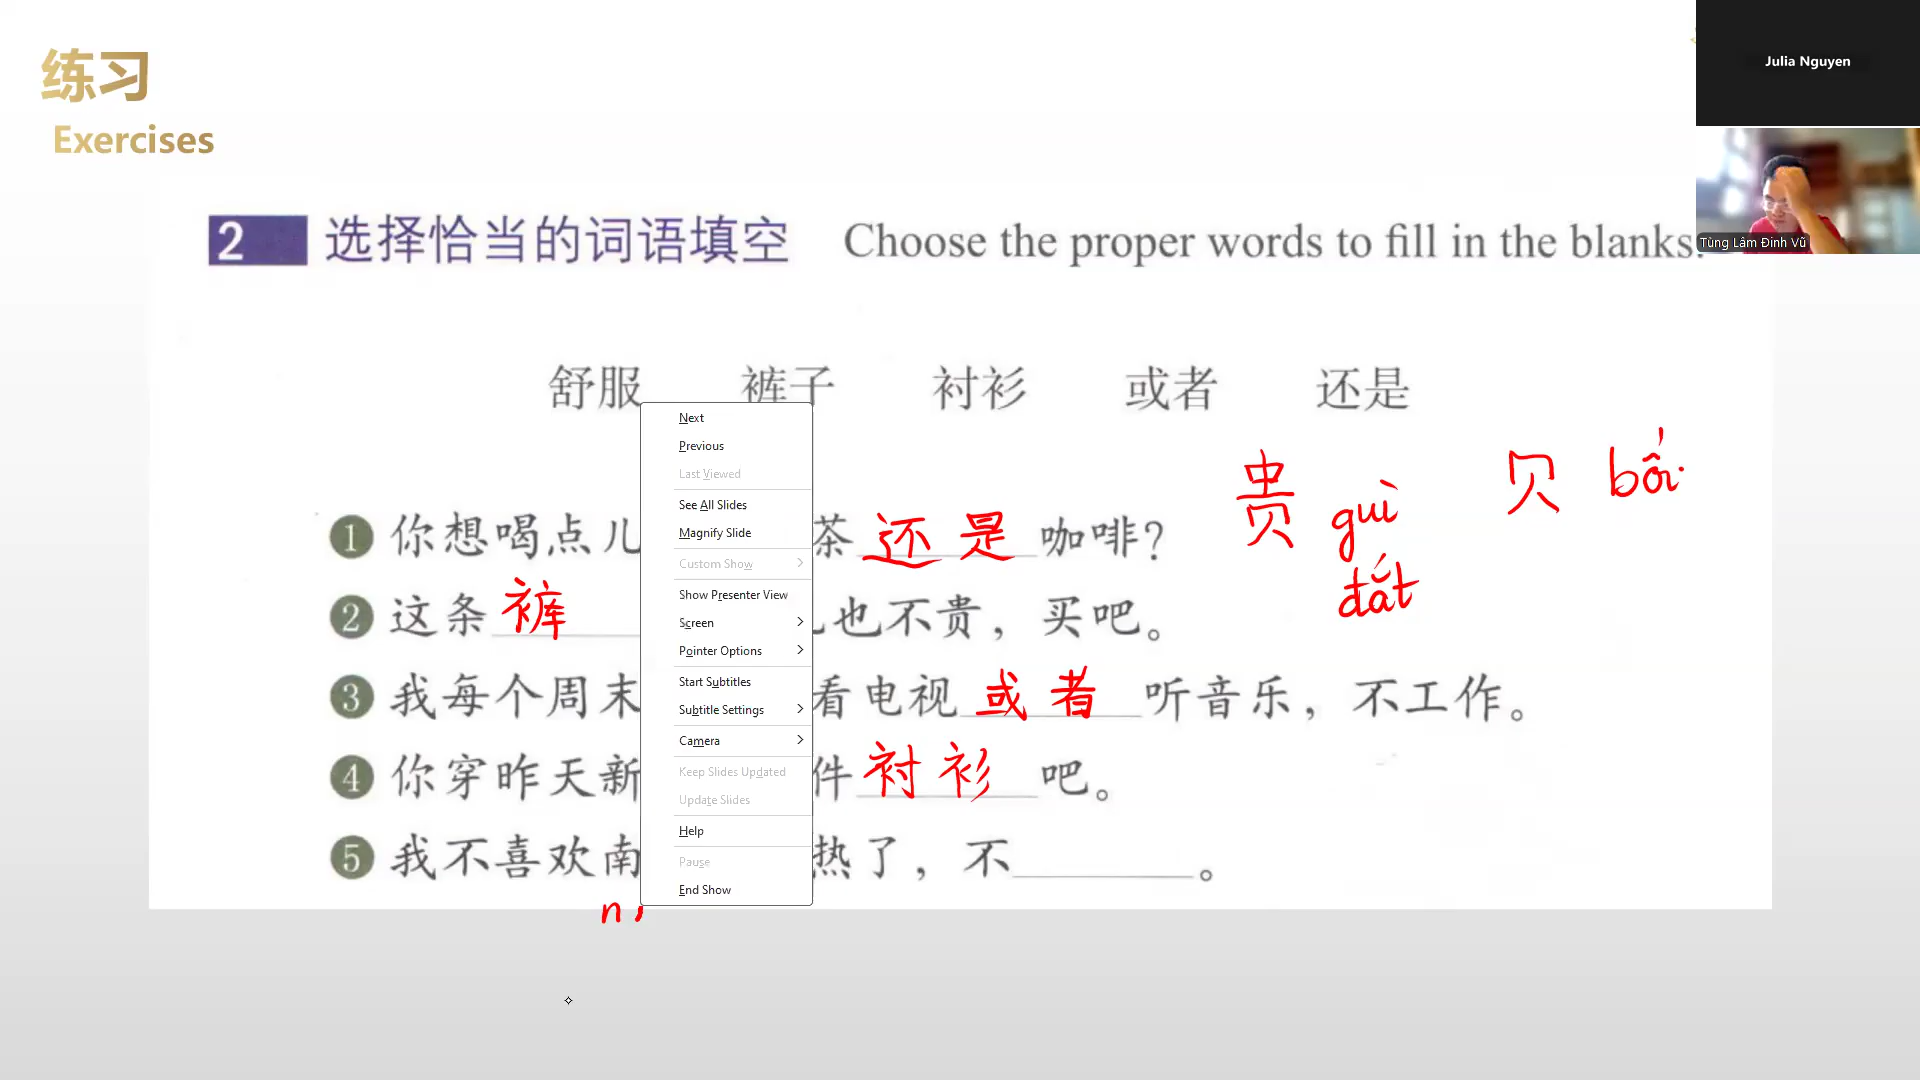 练习
Exercises
Julia Nguyen
Tùng Lâm Đinh Vũ
2 选择恰当的词语填空 Choose the proper words to fill in the blanks.
舒服 裤子 衬衫 或者 还是
贵 guì 贝 bối
đắt
1 你想喝点儿 茶 还是 咖啡?
2 这条 裤 也不贵，买吧。
3 我每个周末 看电视 或者 听音乐，不工作。
4 你穿昨天新 件 衬衫 吧。
5 我不喜欢南 热了，不______。
n
Next
Previous
Last Viewed
See All Slides
Magnify Slide
Custom Show
Show Presenter View
Screen
Pointer Options
Start Subtitles
Subtitle Settings
Camera
Keep Slides Updated
Update Slides
Help
Pause
End Show